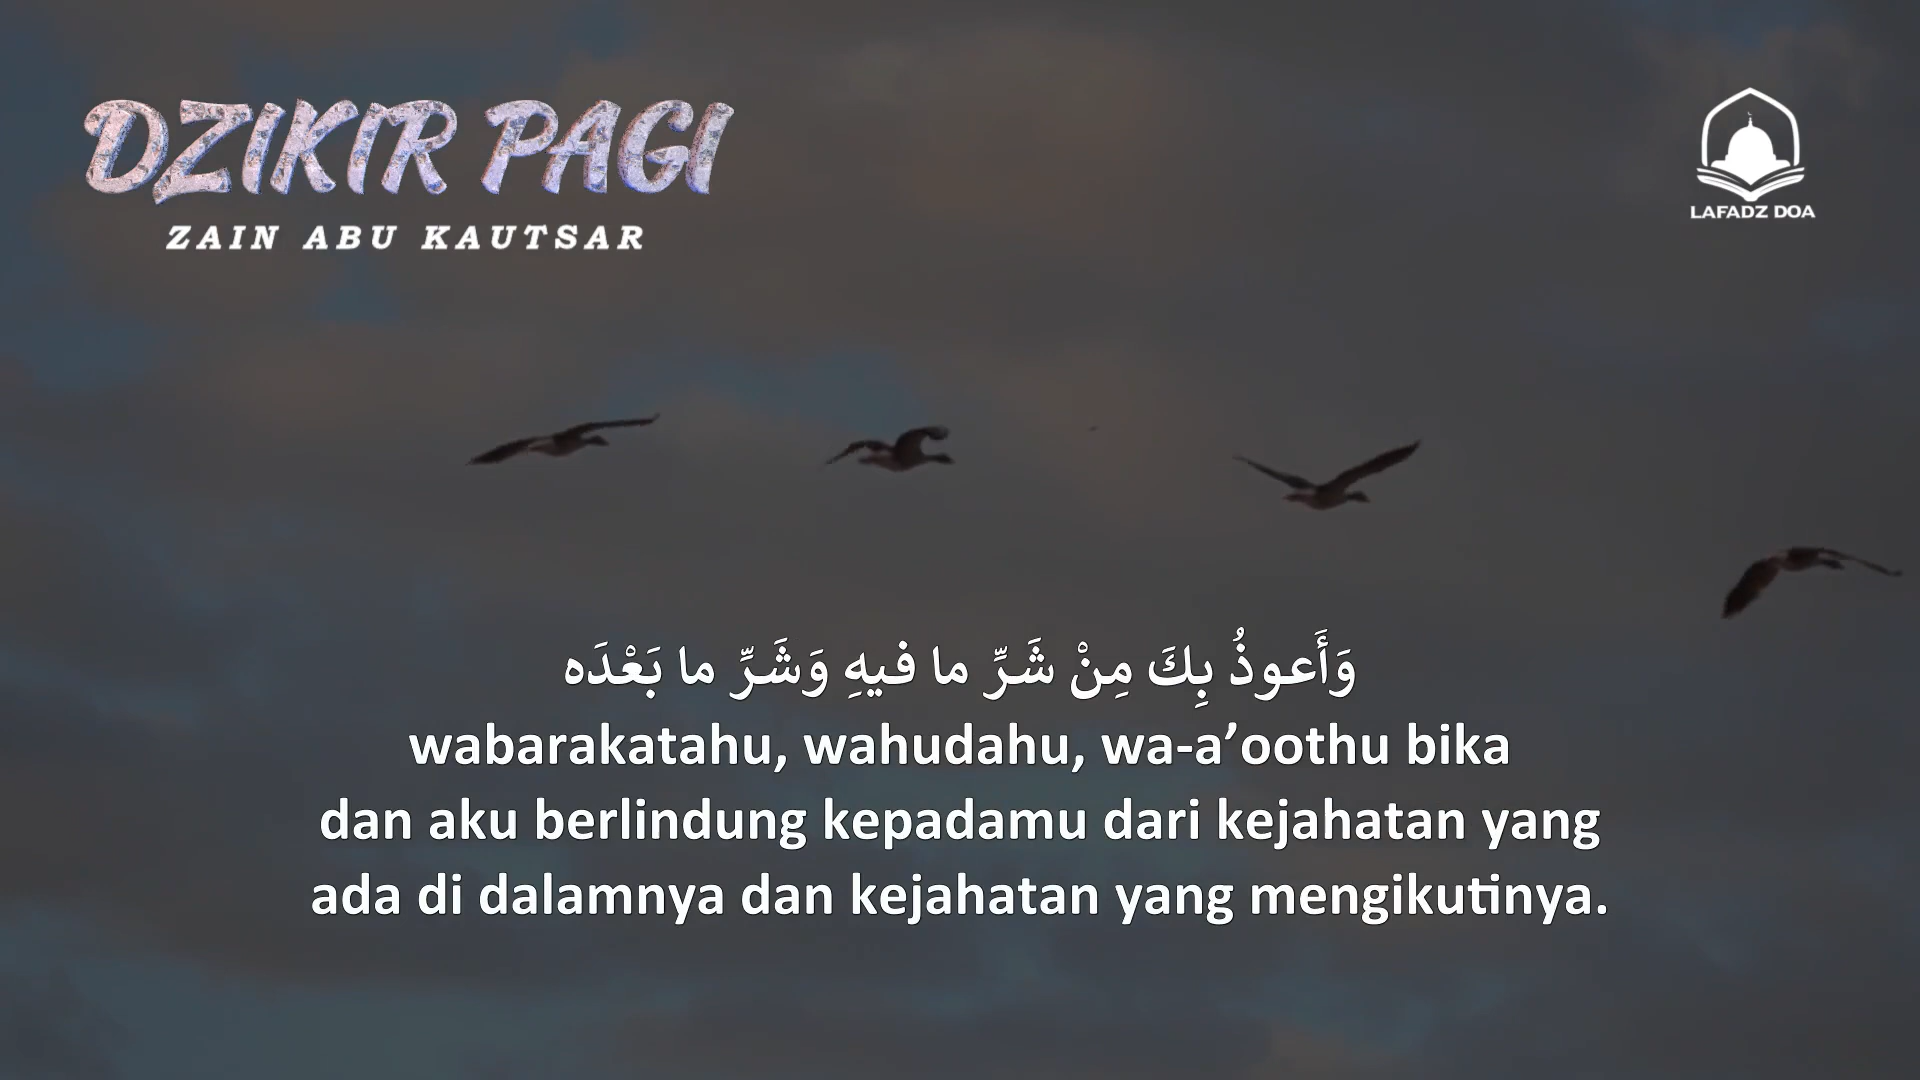 DZIKIR PAGI
ZAIN ABU KAUTSAR
LAFADZ DOA
وَأَعوذُ بِكَ مِنْ شَرِّ ما فيهِ وَشَرِّ ما بَعْدَه
wabarakatahu, wahudahu, wa-a’oothu bika
dan aku berlindung kepadamu dari kejahatan yang
ada di dalamnya dan kejahatan yang mengikutinya.